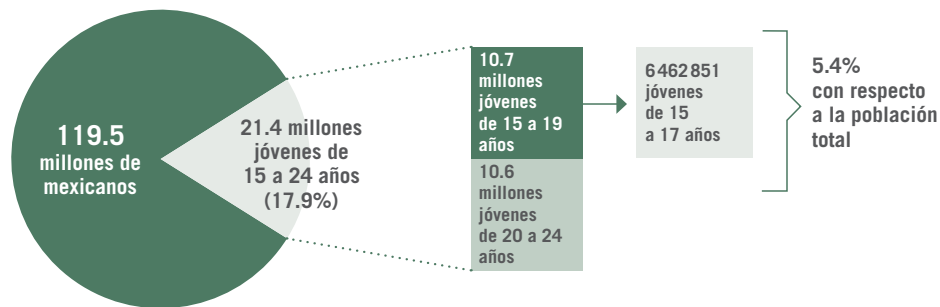 119.5
millones de
mexicanos
21.4 millones
jóvenes de
15 a 24 años
(17.9%)
10.7
millones
jóvenes
de 15 a 19
años
10.6
millones
jóvenes
de 20 a 24
años
6 462 851
jóvenes
de 15
a 17 años
5.4%
con respecto
a la población
total